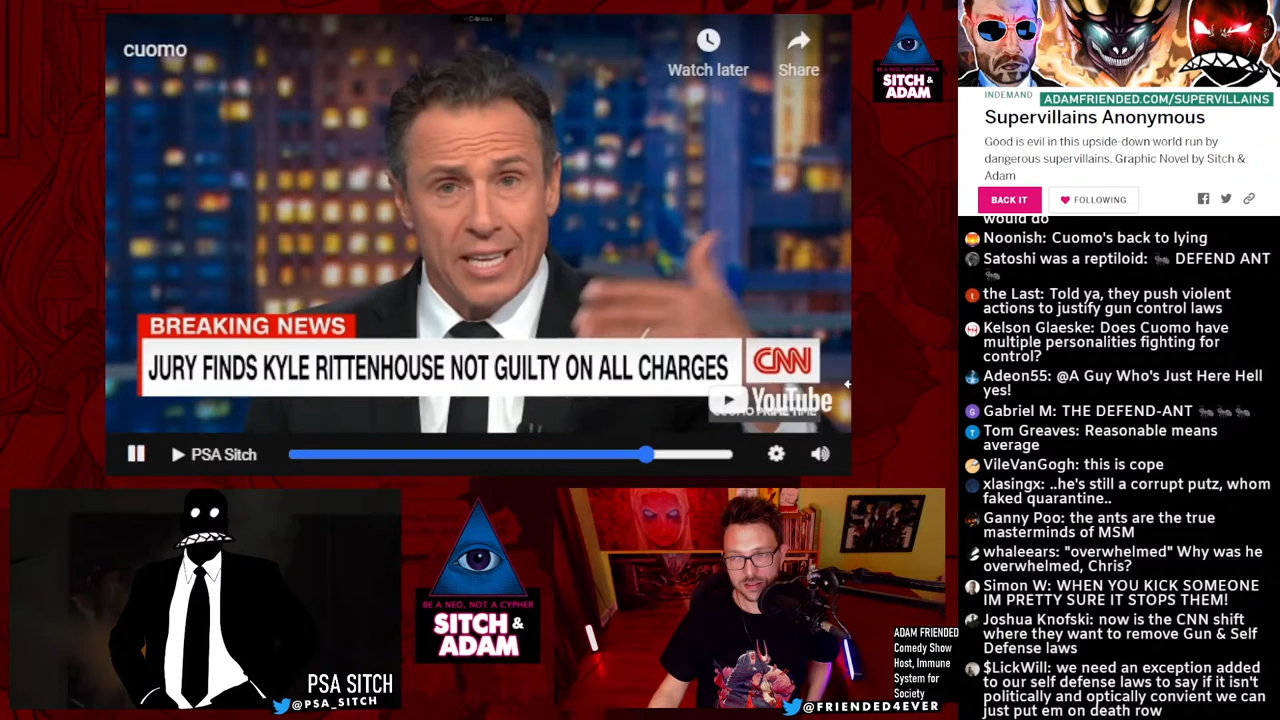 cuomo
Watch later
Share
BREAKING NEWS
JURY FINDS KYLE RITTENHOUSE NOT GUILTY ON ALL CHARGES
CNN
YouTube
CUOMO PRIME TIME
PSA Sitch
BE A NEO, NOT A CYPHER
SITCH &
ADAM
INDEMAND
ADAMFRIENDED.COM/SUPERVILLAINS
Supervillains Anonymous
Good is evil in this upside-down world run by
dangerous supervillains. Graphic Novel by Sitch &
Adam
BACK IT
FOLLOWING
would do
Noonish: Cuomo's back to lying
Satoshi was a reptiloid: 🐜 DEFEND ANT
🐜
the Last: Told ya, they push violent
actions to justify gun control laws
Kelson Glaeske: Does Cuomo have
multiple personalities fighting for
control?
Adeon55: @A Guy Who's Just Here Hell
yes!
Gabriel M: THE DEFEND-ANT 🐜🐜🐜
Tom Greaves: Reasonable means
average
VileVanGogh: this is cope
xlasingx: ..he's still a corrupt putz, whom
faked quarantine..
Ganny Poo: the ants are the true
masterminds of MSM
whaleears: "overwhelmed" Why was he
overwhelmed, Chris?
Simon W: WHEN YOU KICK SOMEONE
IM PRETTY SURE IT STOPS THEM!
Joshua Knofski: now is the CNN shift
where they want to remove Gun & Self
Defense laws
$LickWill: we need an exception added
to our self defense laws to say if it isn't
politically and optically convient we can
just put em on death row
PSA SITCH
@PSA_SITCH
BE A NEO, NOT A CYPHER
SITCH &
ADAM
ADAM FRIENDED
Comedy Show
Host, Immune
System for
Society
@FRIENDED4EVER